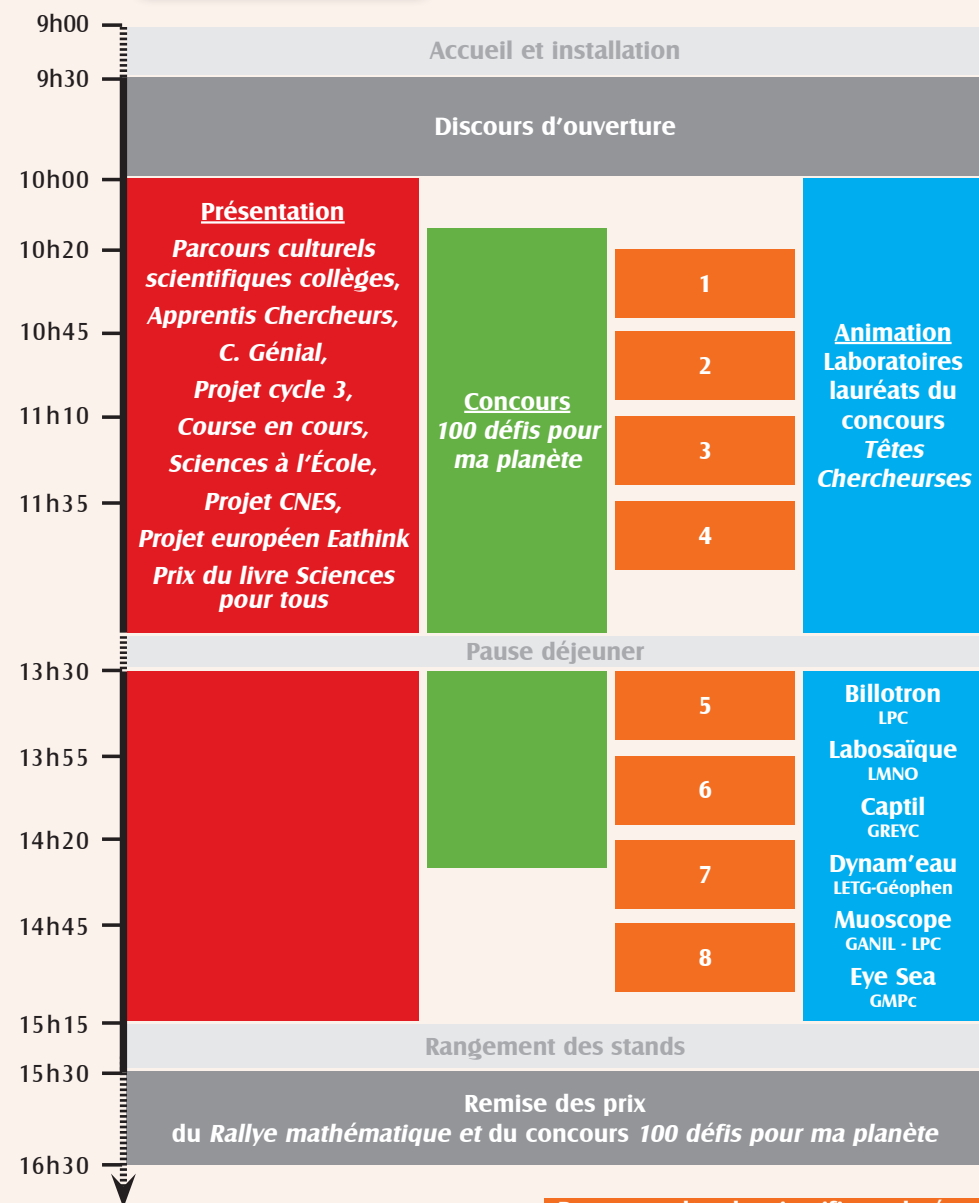 9h00
Accueil et installation
9h30
Discours d’ouverture
10h00
10h20
10h45
11h10
11h35
Présentation
Parcours culturels
scientifiques collèges,
Apprentis Chercheurs,
C. Génial,
Projet cycle 3,
Course en cours,
Sciences à l’École,
Projet CNES,
Projet européen Eathink
Prix du livre Sciences
pour tous
Concours
100 défis pour
ma planète
1
2
3
4
Animation
Laboratoires
lauréats du
concours
Têtes
Chercheurses
Pause déjeuner
13h30
13h55
14h20
14h45
5
6
7
8
Billotron
LPC
Labosaïque
LMNO
Captil
GREYC
Dynam’eau
LETG-Géophen
Muoscope
GANIL - LPC
Eye Sea
GMPc
15h15
Rangement des stands
15h30
Remise des prix
du Rallye mathématique et du concours 100 défis pour ma planète
16h30